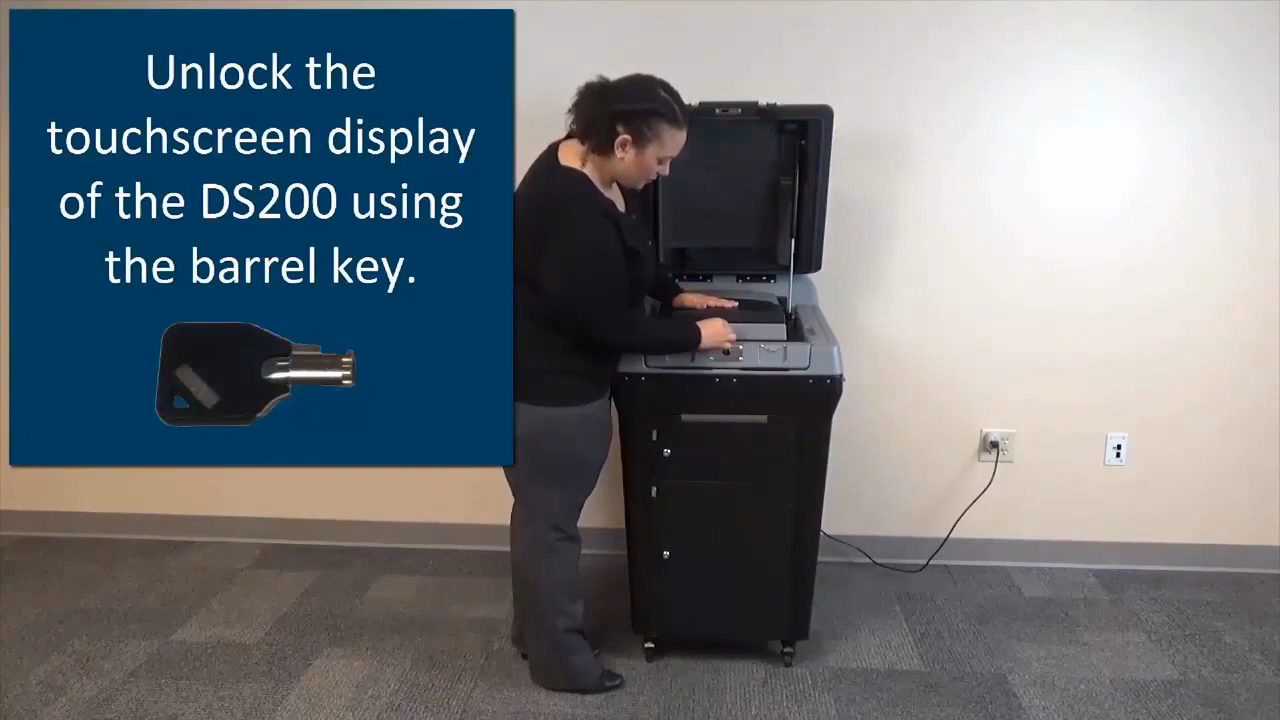 Unlock the
touchscreen display
of the DS200 using
the barrel key.